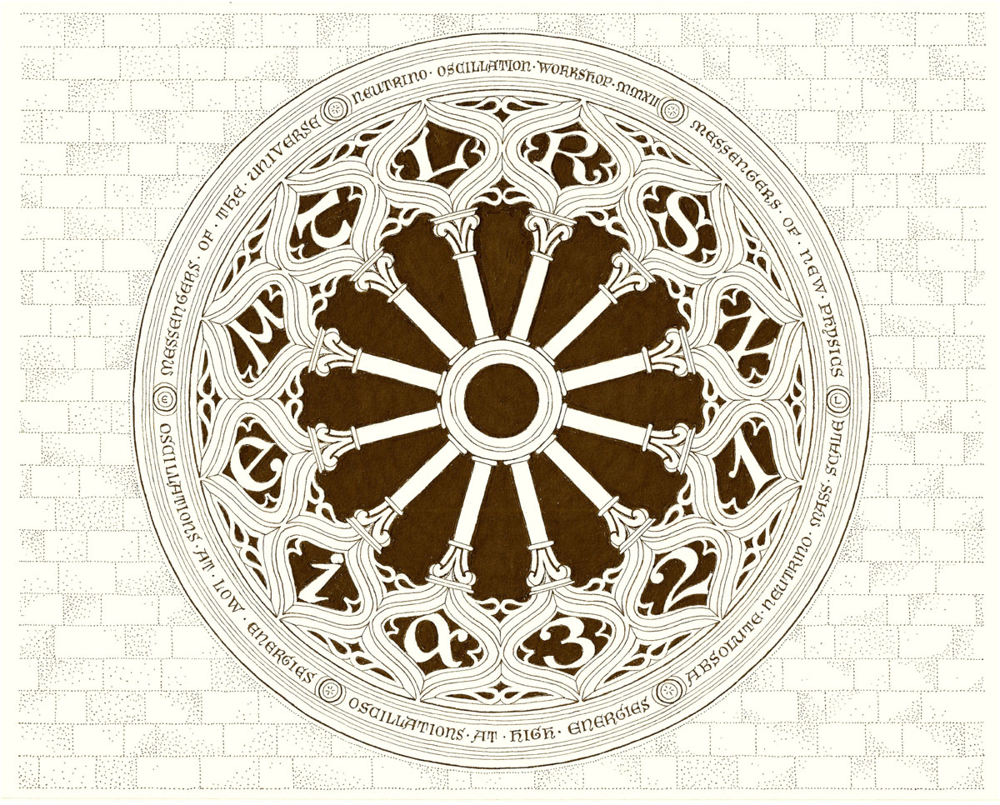 NEUTRINO · OSCILLATION · WORKSHOP · MMXII
MESSENGERS · OF · NEW · PHYSICS
L
ABSOLUTE · NEUTRINO · MASS · SCALE
OSCILLATIONS · AT · HIGH · ENERGIES
OSCILLATIONS · AT · LOW · ENERGIES
E
MESSENGERS · OF · THE · UNIVERSE
L
R
S
ν
1
2
3
α
i
e
μ
τ